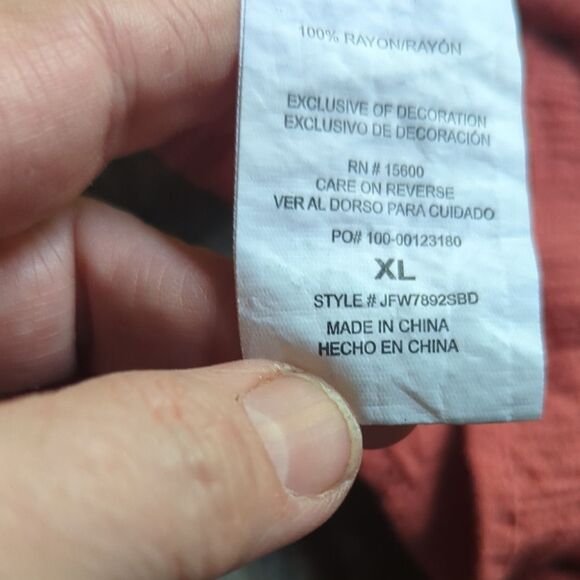 100% RAYON/RAYÓN
EXCLUSIVE OF DECORATION
EXCLUSIVO DE DECORACIÓN
RN # 15600
CARE ON REVERSE
VER AL DORSO PARA CUIDADO
PO# 100-00123180
XL
STYLE # JFW7892SBD
MADE IN CHINA
HECHO EN CHINA